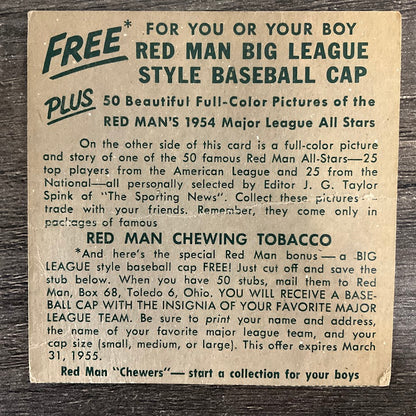 FREE* FOR YOU OR YOUR BOY
RED MAN BIG LEAGUE
STYLE BASEBALL CAP
PLUS 50 Beautiful Full-Color Pictures of the
RED MAN'S 1954 Major League All Stars
On the other side of this card is a full-color picture
and story of one of the 50 famous Red Man All-Stars—25
top players from the American League and 25 from the
National—all personally selected by Editor J. G. Taylor
Spink of "The Sporting News". Collect these pictures
trade with your friends. Remember, they come only in
packages of famous
RED MAN CHEWING TOBACCO
*And here's the special Red Man bonus—a BIG
LEAGUE style baseball cap FREE! Just cut off and save the
stub below. When you have 50 stubs, mail them to Red
Man, Box 68, Toledo 6, Ohio. YOU WILL RECEIVE A BASE-
BALL CAP WITH THE INSIGNIA OF YOUR FAVORITE MAJOR
LEAGUE TEAM. Be sure to print your name and address,
the name of your favorite major league team, and your
cap size (small, medium, or large). This offer expires March
31, 1955.
Red Man "Chewers"—start a collection for your boys